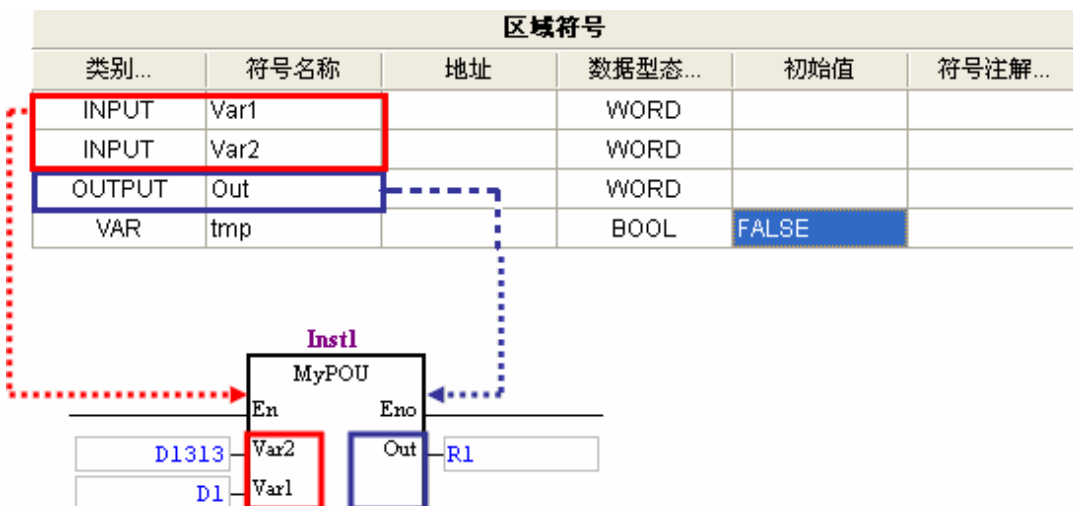 区域符号
类别... 符号名称 地址 数据型态... 初始值 符号注解...
INPUT Var1 WORD
INPUT Var2 WORD
OUTPUT Out WORD
VAR tmp BOOL FALSE
Inst1
MyPOU
En Eno
D1313 Var2 Out R1
D1 Var1